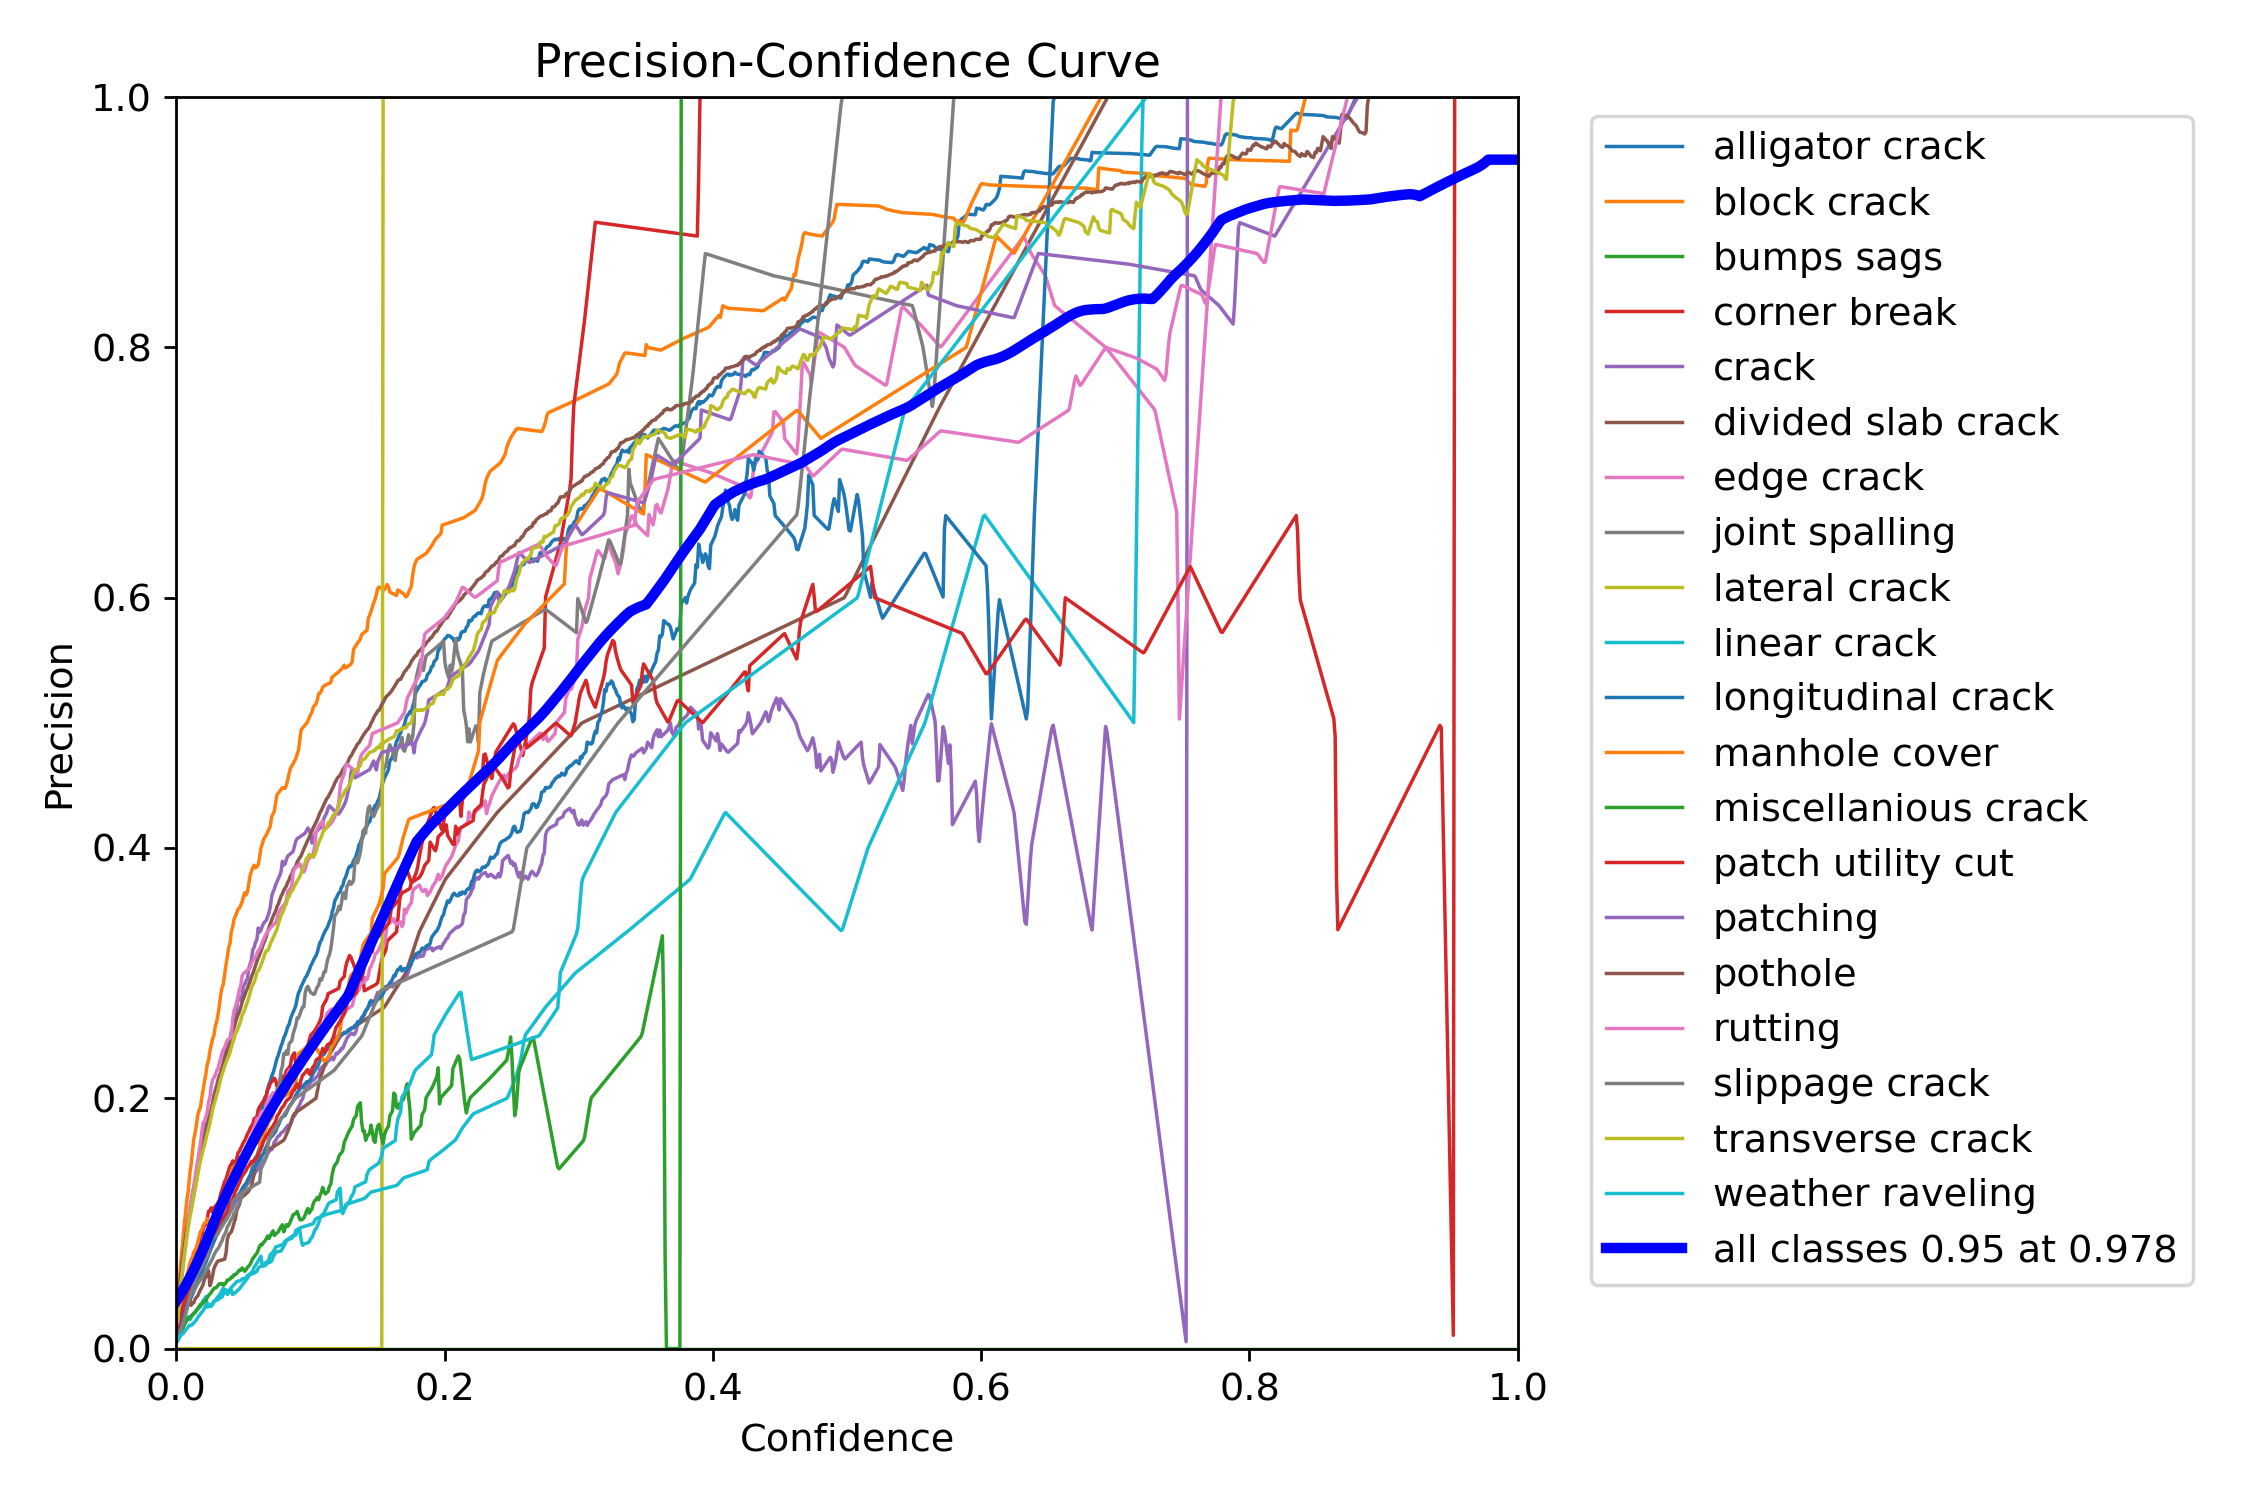 Precision-Confidence Curve
1.0
0.8
0.6
0.4
0.2
0.0
Precision
0.0 0.2 0.4 0.6 0.8 1.0
Confidence
alligator crack
block crack
bumps sags
corner break
crack
divided slab crack
edge crack
joint spalling
lateral crack
linear crack
longitudinal crack
manhole cover
miscellanious crack
patch utility cut
patching
pothole
rutting
slippage crack
transverse crack
weather raveling
all classes 0.95 at 0.978